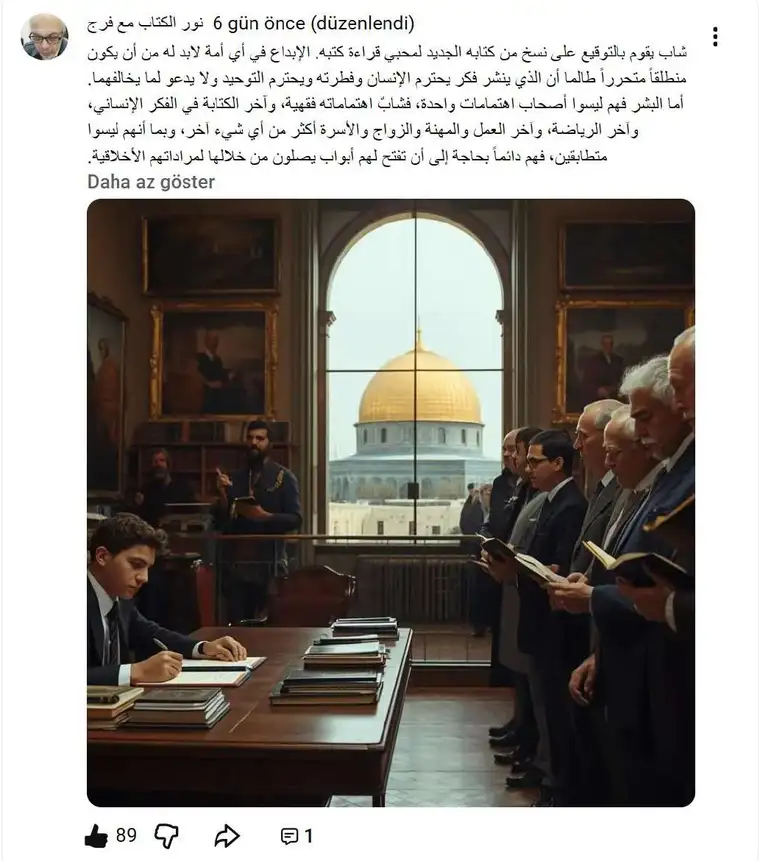 نور الكتاب مع فرج 6 gün önce (düzenlendi)
شاب يقوم بالتوقيع على نسخ من كتابه الجديد لمحبي قراءة كتبه. الإبداع في أي أمة لابد له من أن يكون
منطلقاً متحرراً طالما أن الذي ينشر فكر يحترم الإنسان وفطرته ويحترم التوحيد ولا يدعو لما يخالفهما.
أما البشر فهم ليسوا أصحاب اهتمامات واحدة، فشابّ اهتماماته فقهية، وآخر الكتابة في الفكر الإنساني،
وآخر الرياضة، وآخر العمل والمهنة والزواج والأسرة أكثر من أي شيء آخر، وبما أنهم ليسوا
متطابقين، فهم دائماً بحاجة إلى أن تفتح لهم أبواب يصلون من خلالها لمراداتهم الأخلاقية.
Daha az göster
89 1